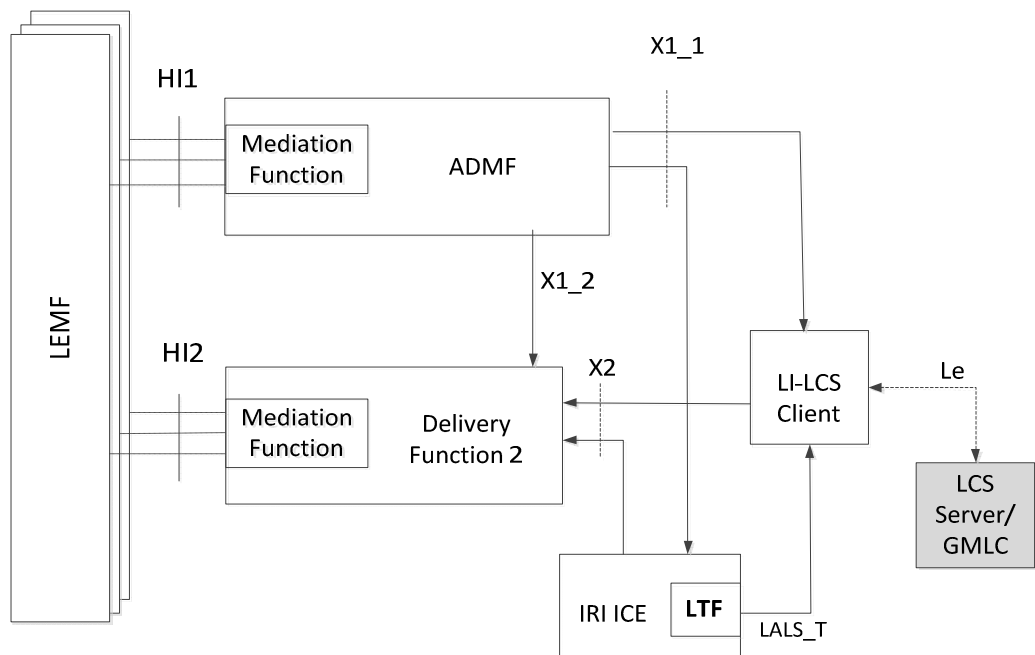 X1_1
HI1
Mediation
Function
ADMF
X1_2
LEMF
HI2
X2
Le
LI-LCS
Client
Mediation
Function
Delivery
Function 2
LCS
Server/
GMLC
IRI ICE
LTF
LALS_T